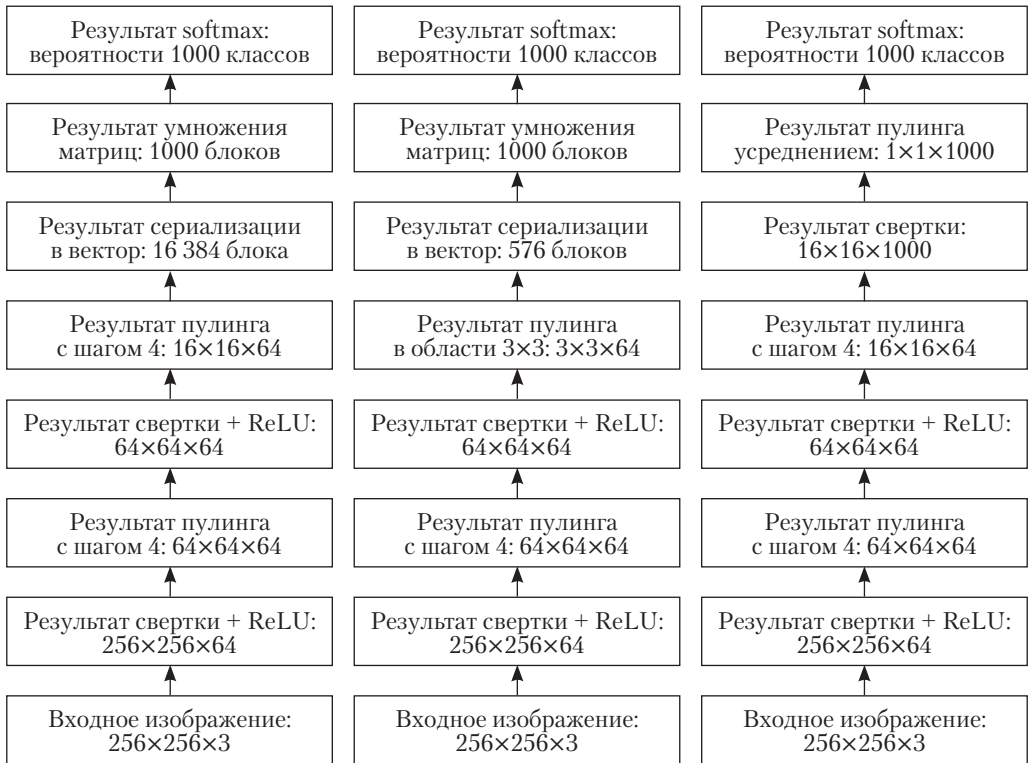 Результат softmax:
вероятности 1000 классов
Результат умножения
матриц: 1000 блоков
Результат сериализации
в вектор: 16 384 блока
Результат пулинга
с шагом 4: 16×16×64
Результат свертки + ReLU:
64×64×64
Результат пулинга
с шагом 4: 64×64×64
Результат свертки + ReLU:
256×256×64
Входное изображение:
256×256×3
Результат softmax:
вероятности 1000 классов
Результат умножения
матриц: 1000 блоков
Результат сериализации
в вектор: 576 блоков
Результат пулинга
в области 3×3: 3×3×64
Результат свертки + ReLU:
64×64×64
Результат пулинга
с шагом 4: 64×64×64
Результат свертки + ReLU:
256×256×64
Входное изображение:
256×256×3
Результат softmax:
вероятности 1000 классов
Результат пулинга
усреднением: 1×1×1000
Результат свертки:
16×16×1000
Результат пулинга
с шагом 4: 16×16×64
Результат свертки + ReLU:
64×64×64
Результат пулинга
с шагом 4: 64×64×64
Результат свертки + ReLU:
256×256×64
Входное изображение:
256×256×3